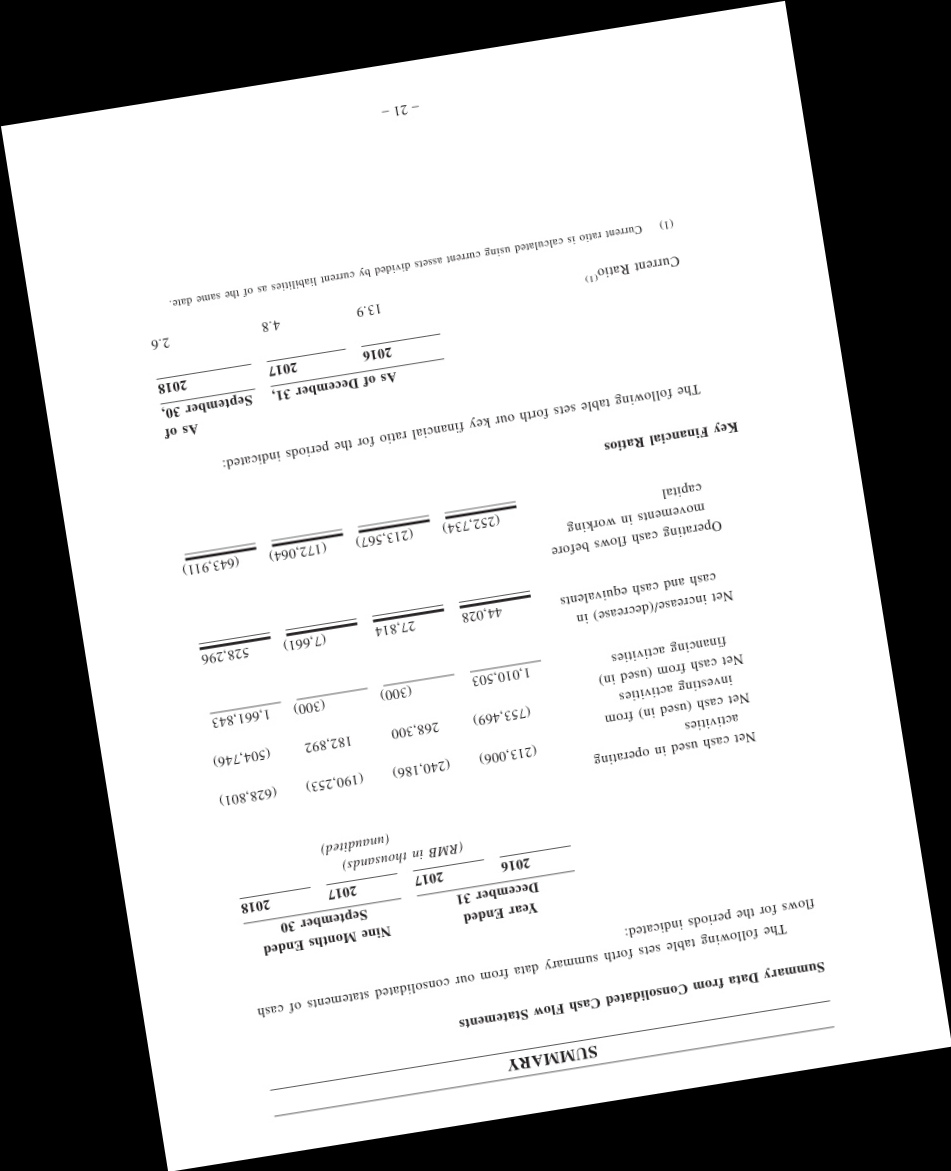 SUMMARY
Summary Data from Consolidated Cash Flow Statements
The following table sets forth summary data from our consolidated statements of cash
flows for the periods indicated:
Year Ended Nine Months Ended
December 31 September 30
2016 2017 2017 2018
(RMB in thousands)
(unaudited)
Net cash used in operating
activities (213,006) (240,186) (190,253) (628,801)
Net cash (used in) from
investing activities (753,469) 268,300 182,892 (504,746)
Net cash from (used in)
financing activities 1,010,503 (300) (300) 1,661,843
Net increase/(decrease) in
cash and cash equivalents 44,028 27,814 (7,661) 528,296
Operating cash flows before
movements in working
capital (252,734) (213,567) (172,064) (643,911)
Key Financial Ratios
The following table sets forth our key financial ratio for the periods indicated:
As of
As of December 31, September 30,
2016 2017 2018
Current Ratio(1) 13.9 4.8 2.6
(1) Current ratio is calculated using current assets divided by current liabilities as of the same date.
– 21 –